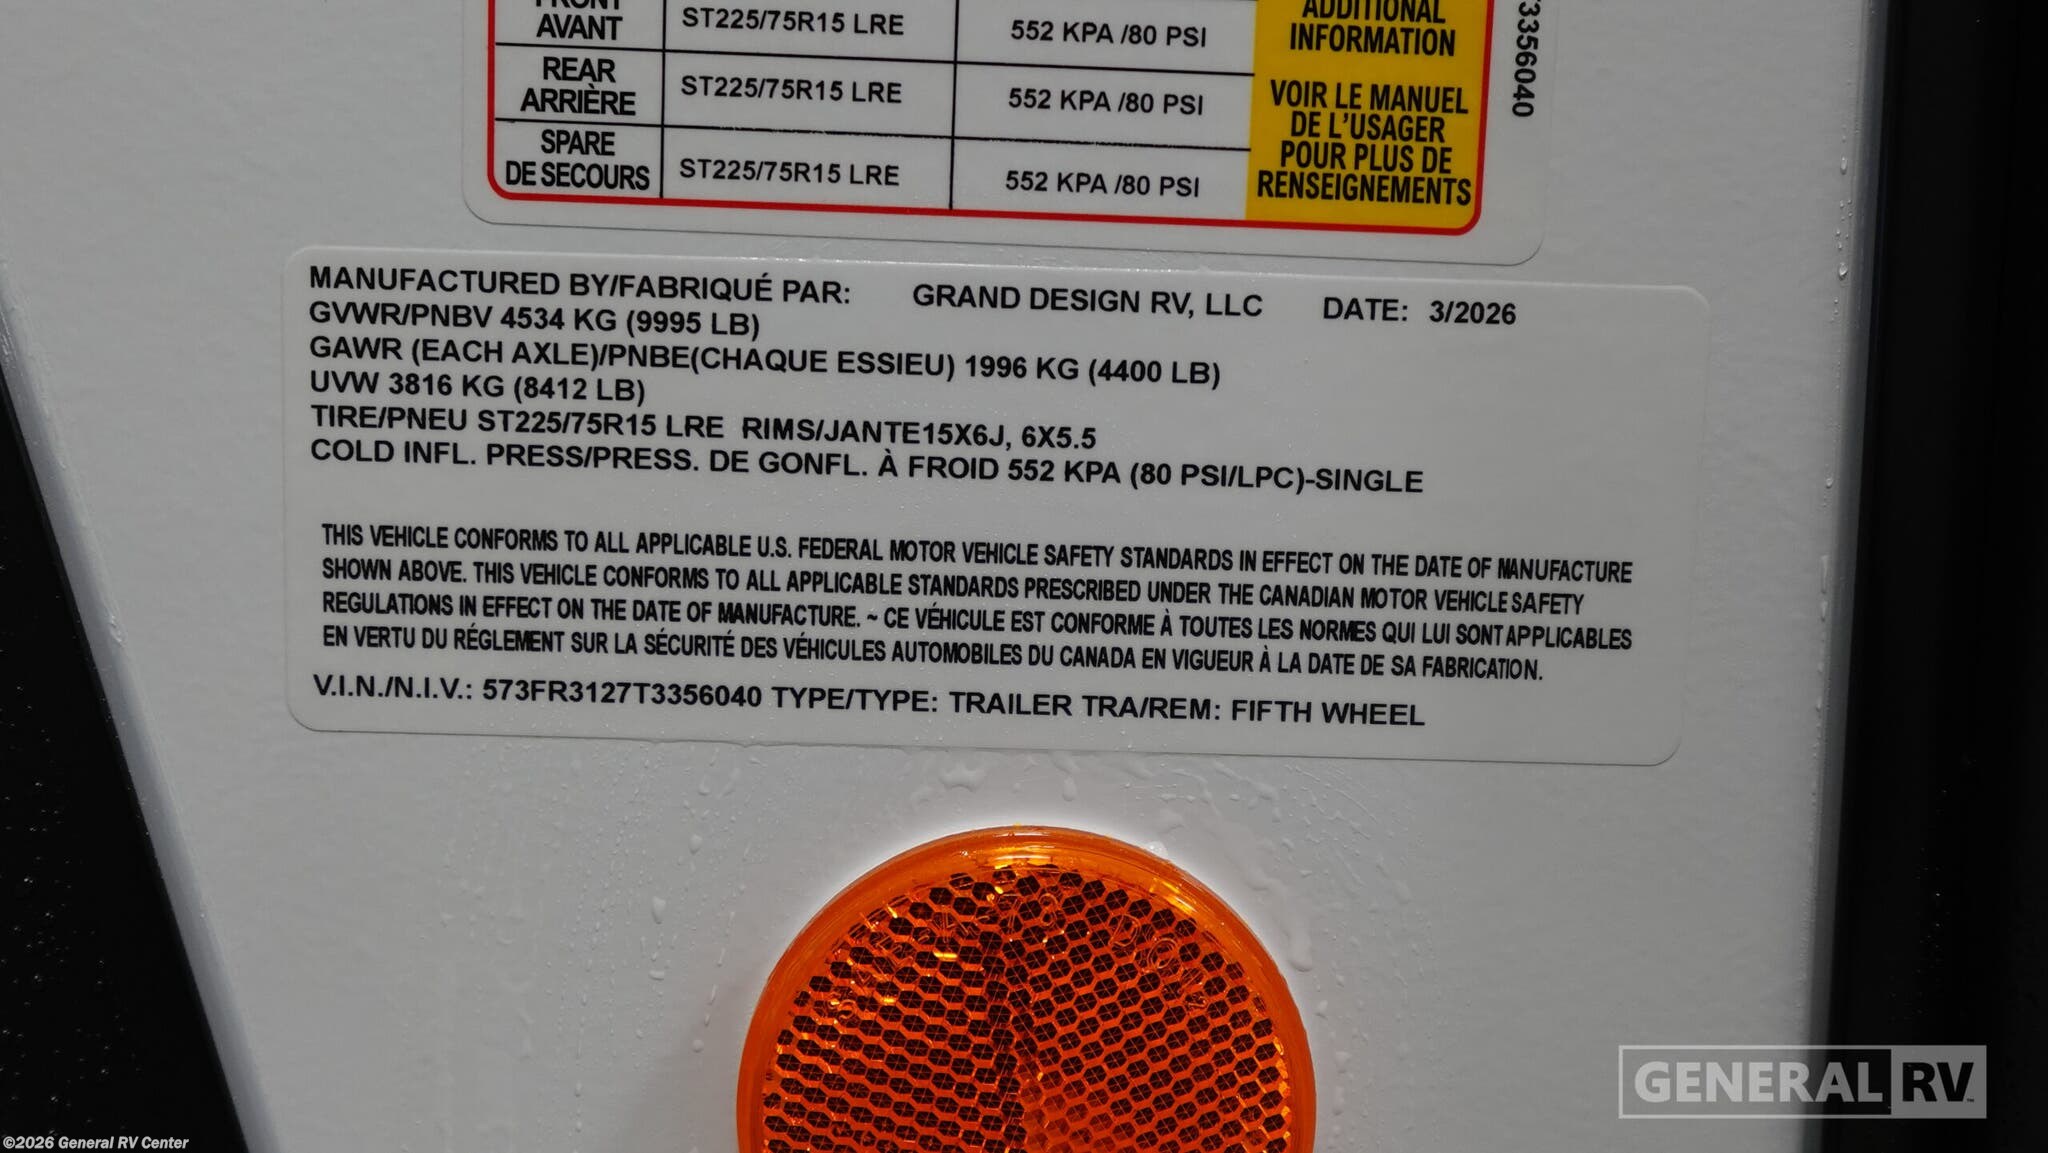 FRONT
AVANT
ST225/75R15 LRE
552 KPA /80 PSI
REAR
ARRIÈRE
ST225/75R15 LRE
552 KPA /80 PSI
SPARE
DE SECOURS
ST225/75R15 LRE
552 KPA /80 PSI
ADDITIONAL
INFORMATION
VOIR LE MANUEL
DE L'USAGER
POUR PLUS DE
RENSEIGNEMENTS
3356040
MANUFACTURED BY/FABRIQUÉ PAR: GRAND DESIGN RV, LLC DATE: 3/2026
GVWR/PNBV 4534 KG (9995 LB)
GAWR (EACH AXLE)/PNBE(CHAQUE ESSIEU) 1996 KG (4400 LB)
UVW 3816 KG (8412 LB)
TIRE/PNEU ST225/75R15 LRE RIMS/JANTE15X6J, 6X5.5
COLD INFL. PRESS/PRESS. DE GONFL. À FROID 552 KPA (80 PSI/LPC)-SINGLE
THIS VEHICLE CONFORMS TO ALL APPLICABLE U.S. FEDERAL MOTOR VEHICLE SAFETY STANDARDS IN EFFECT ON THE DATE OF MANUFACTURE
SHOWN ABOVE. THIS VEHICLE CONFORMS TO ALL APPLICABLE STANDARDS PRESCRIBED UNDER THE CANADIAN MOTOR VEHICLE SAFETY
REGULATIONS IN EFFECT ON THE DATE OF MANUFACTURE. ~ CE VÉHICULE EST CONFORME À TOUTES LES NORMES QUI LUI SONT APPLICABLES
EN VERTU DU RÉGLEMENT SUR LA SÉCURITÉ DES VÉHICULES AUTOMOBILES DU CANADA EN VIGUEUR À LA DATE DE SA FABRICATION.
V.I.N./N.I.V.: 573FR3127T3356040 TYPE/TYPE: TRAILER TRA/REM: FIFTH WHEEL
GENERAL RV
©2026 General RV Center